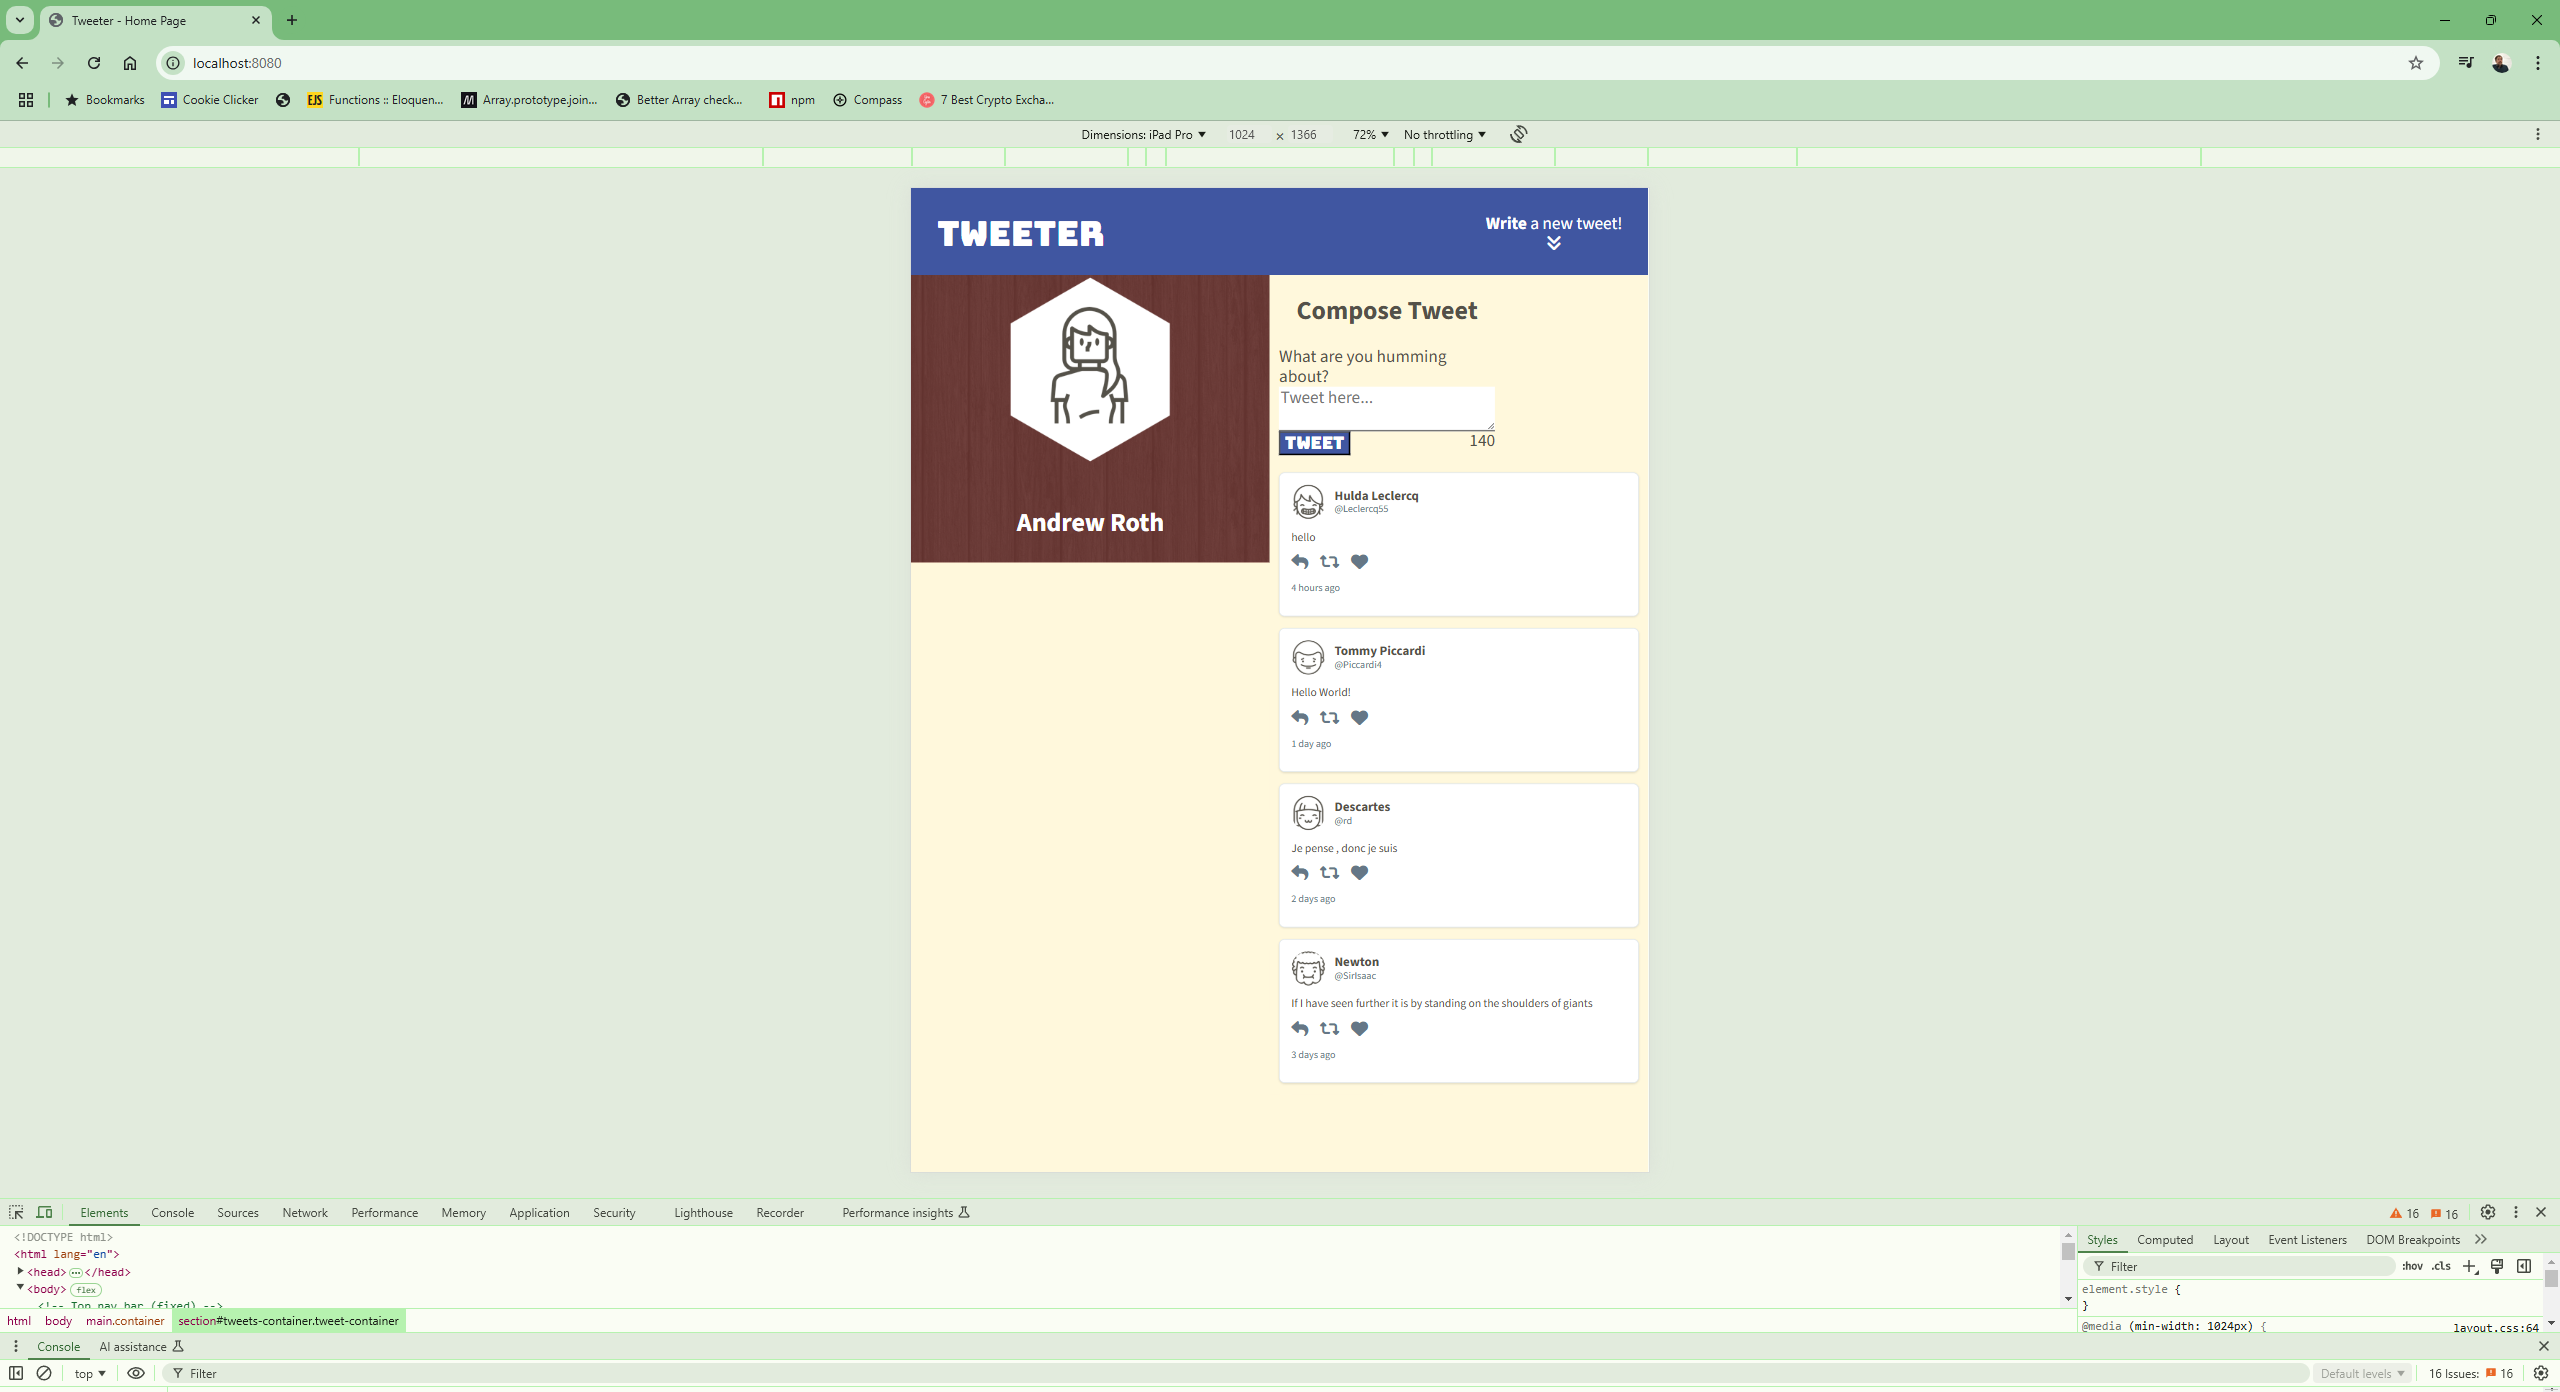 Tweeter - Home Page
localhost:8080
Bookmarks
Cookie Clicker
EJS Functions :: Eloquen...
M Array.prototype.join...
Better Array check...
npm
Compass
7 Best Crypto Excha...
Dimensions: iPad Pro
1024 × 1366
72%
No throttling
TWEETER
Write a new tweet!
Andrew Roth
Compose Tweet
What are you humming
about?
Tweet here...
TWEET
140
Hulda Leclercq
@Leclercq55
hello
4 hours ago
Tommy Piccardi
@Piccardi4
Hello World!
1 day ago
Descartes
@rd
Je pense , donc je suis
2 days ago
Newton
@SirIsaac
If I have seen further it is by standing on the shoulders of giants
3 days ago
Elements
Console
Sources
Network
Performance
Memory
Application
Security
Lighthouse
Recorder
Performance insights
16
16
<!DOCTYPE html>
<html lang="en">
<head> ... </head>
<body> flex
<!-- Top nav bar (fixed) -->
html body main.container section#tweets-container.tweet-container
Styles
Computed
Layout
Event Listeners
DOM Breakpoints
Filter
:hov .cls
element.style {
}
@media (min-width: 1024px) {
layout.css:64
Console
AI assistance
top
Filter
Default levels
16 Issues: 16